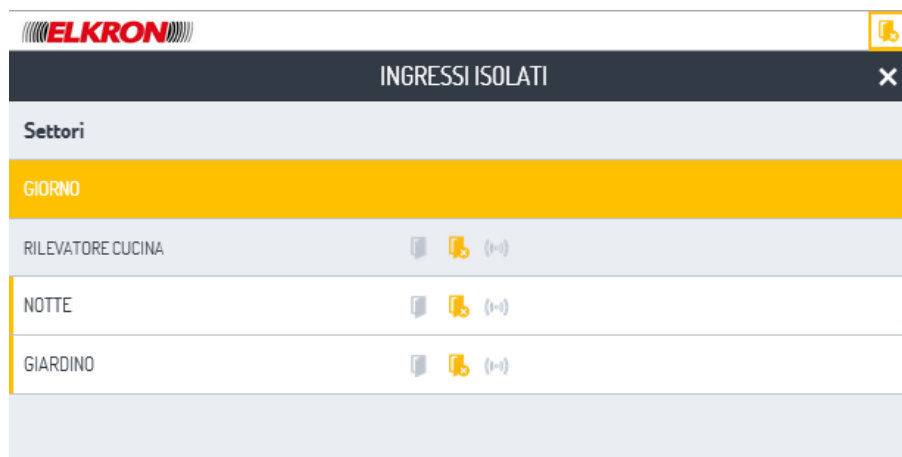 ELKRON
INGRESSI ISOLATI
Settori
GIORNO
RILEVATORE CUCINA
NOTTE
GIARDINO